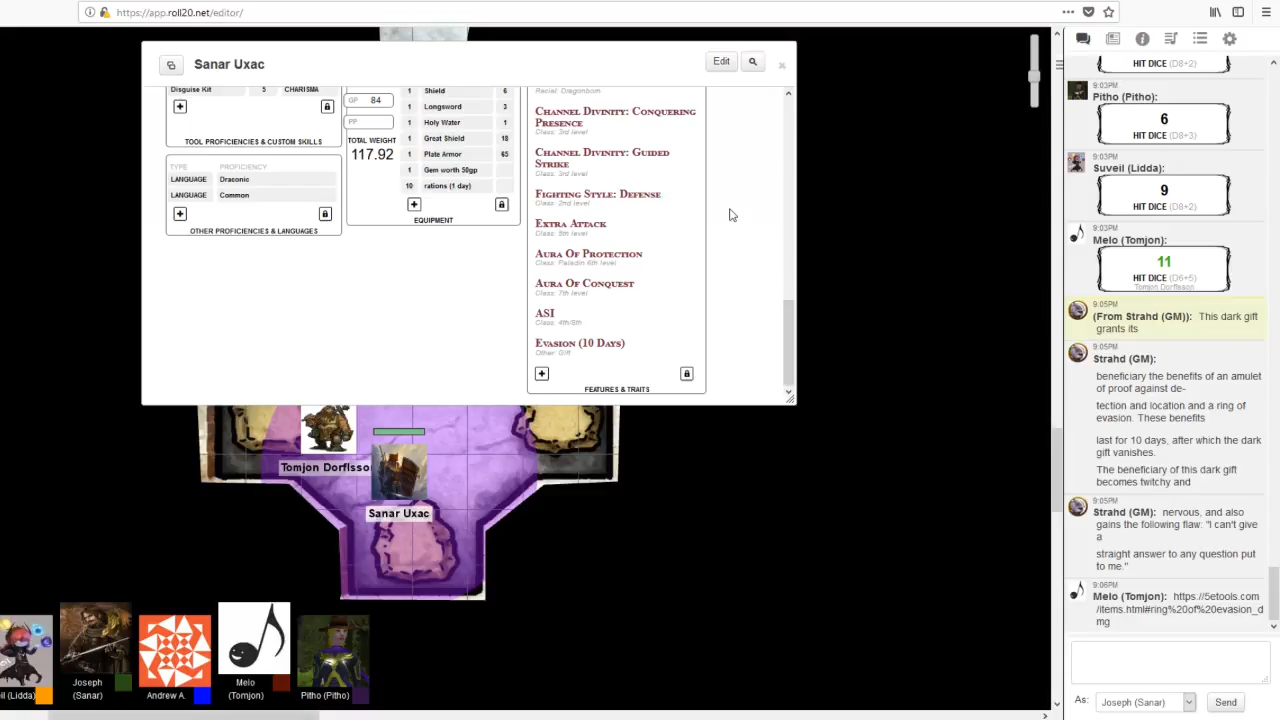 https://app.roll20.net/editor/
Sanar Uxac
Edit
Disguise Kit 5 CHARISMA
TOOL PROFICIENCIES & CUSTOM SKILLS
TYPE PROFICIENCY
LANGUAGE Draconic
LANGUAGE Common
OTHER PROFICIENCIES & LANGUAGES
GP 84
PP
TOTAL WEIGHT
117.92
1 Shield 6
1 Longsword 3
1 Holy Water 1
1 Great Shield 18
1 Plate Armor 65
1 Gem worth 50gp
10 rations (1 day)
EQUIPMENT
Racial: Dragonborn
Channel Divinity: Conquering
Presence
Class: 3rd level
Channel Divinity: Guided
Strike
Class: 3rd level
Fighting Style: Defense
Class: 2nd level
Extra Attack
Class: 5th level
Aura Of Protection
Class: Paladin 6th level
Aura Of Conquest
Class: 7th level
ASI
Class: 4th/8th
Evasion (10 Days)
Other: Gift
FEATURES & TRAITS
Tomjon Dorfisso
Sanar Uxac
il (Lidda)
Joseph
(Sanar)
Andrew A.
Melo
(Tomjon)
Pitho (Pitho)
HIT DICE (D8+2)
9:03PM
Pitho (Pitho):
6
HIT DICE (D8+3)
9:03PM
Suveil (Lidda):
9
HIT DICE (D8+2)
9:03PM
Melo (Tomjon):
11
HIT DICE (D6+5)
Tomjon Dorfisson
9:05PM
(From Strahd (GM)): This dark gift
grants its
9:05PM
Strahd (GM):
beneficiary the benefits of an amulet
of proof against de-
tection and location and a ring of
evasion. These benefits
last for 10 days, after which the dark
gift vanishes.
The beneficiary of this dark gift
becomes twitchy and
9:05PM
Strahd (GM): nervous, and also
gains the following flaw: "I can't give
a
straight answer to any question put
to me."
9:06PM
Melo (Tomjon): https://5etools.com
/items.html#ring%20of%20evasion_d
mg
As: Joseph (Sanar) Send